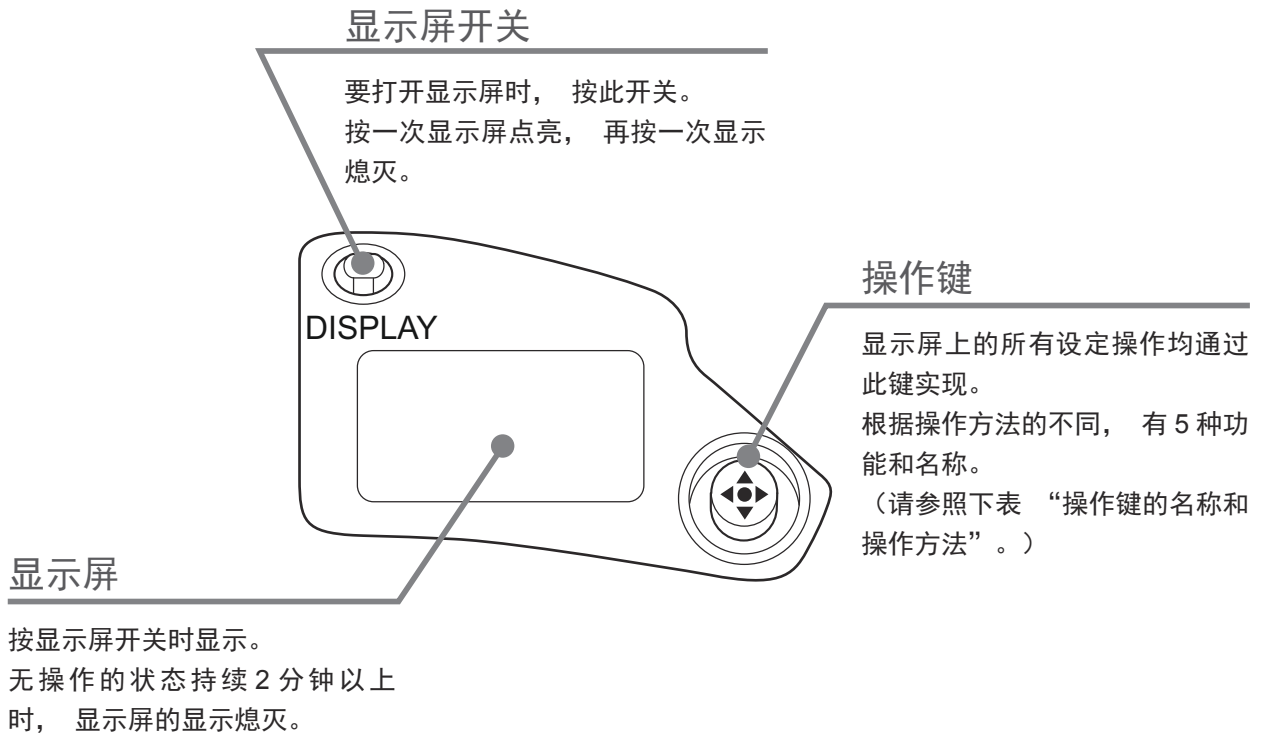 显示屏开关
要打开显示屏时， 按此开关。
按一次显示屏点亮， 再按一次显示
熄灭。
DISPLAY
操作键
显示屏上的所有设定操作均通过
此键实现。
根据操作方法的不同， 有 5 种功
能和名称。
（请参照下表 “操作键的名称和
操作方法”。）
显示屏
按显示屏开关时显示。
无操作的状态持续 2 分钟以上
时， 显示屏的显示熄灭。